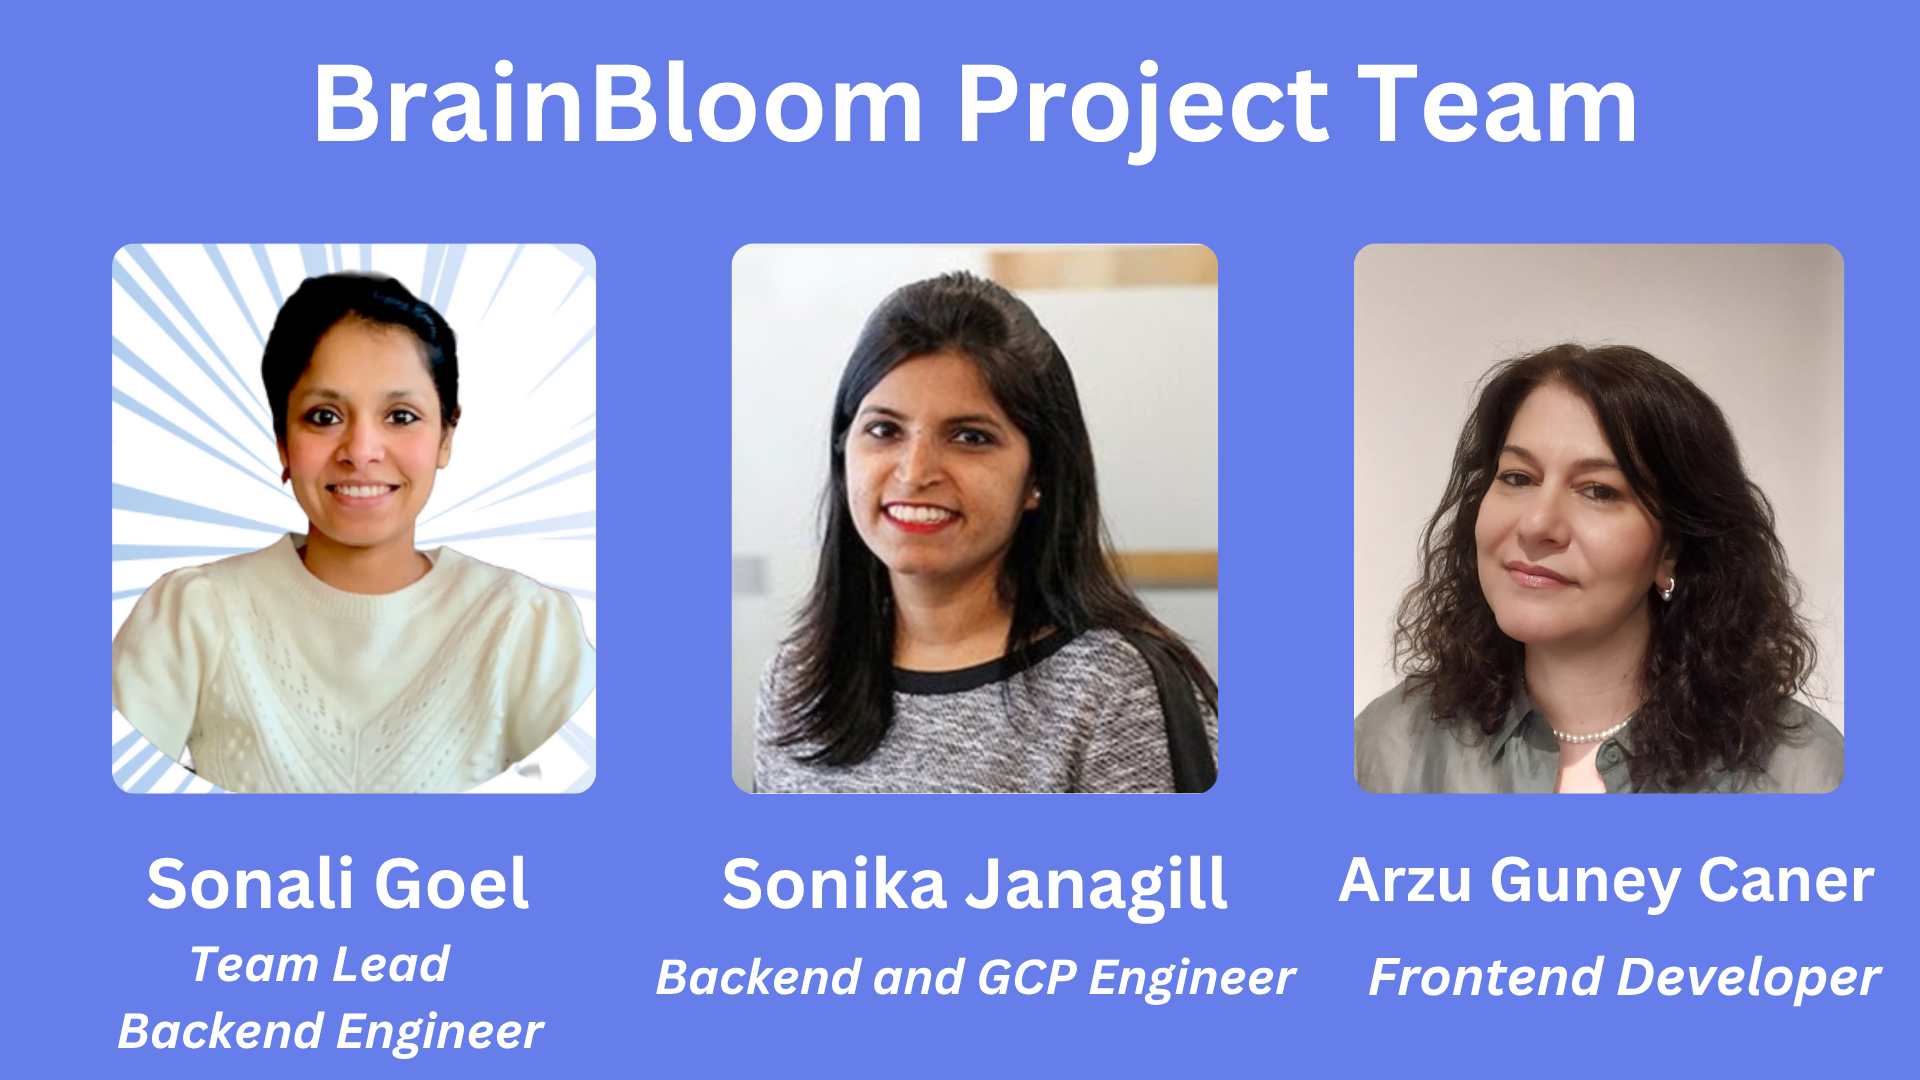 BrainBloom Project Team
Sonali Goel
Team Lead
Backend Engineer
Sonika Janagill
Backend and GCP Engineer
Arzu Guney Caner
Frontend Developer